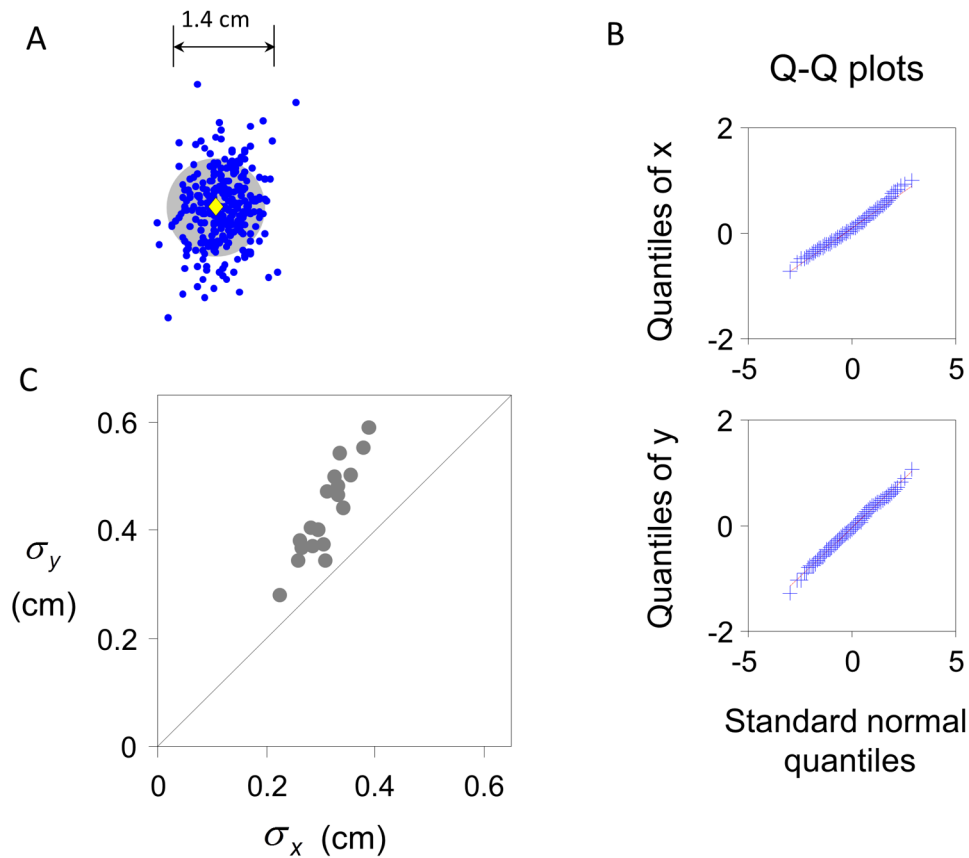 A
1.4 cm
B
Q-Q plots
Quantiles of x
2
0
-2
-5
0
5
Quantiles of y
2
0
-2
-5
0
5
Standard normal
quantiles
C
σy
(cm)
0.6
0.4
0.2
0
0
0.2
0.4
0.6
σx (cm)